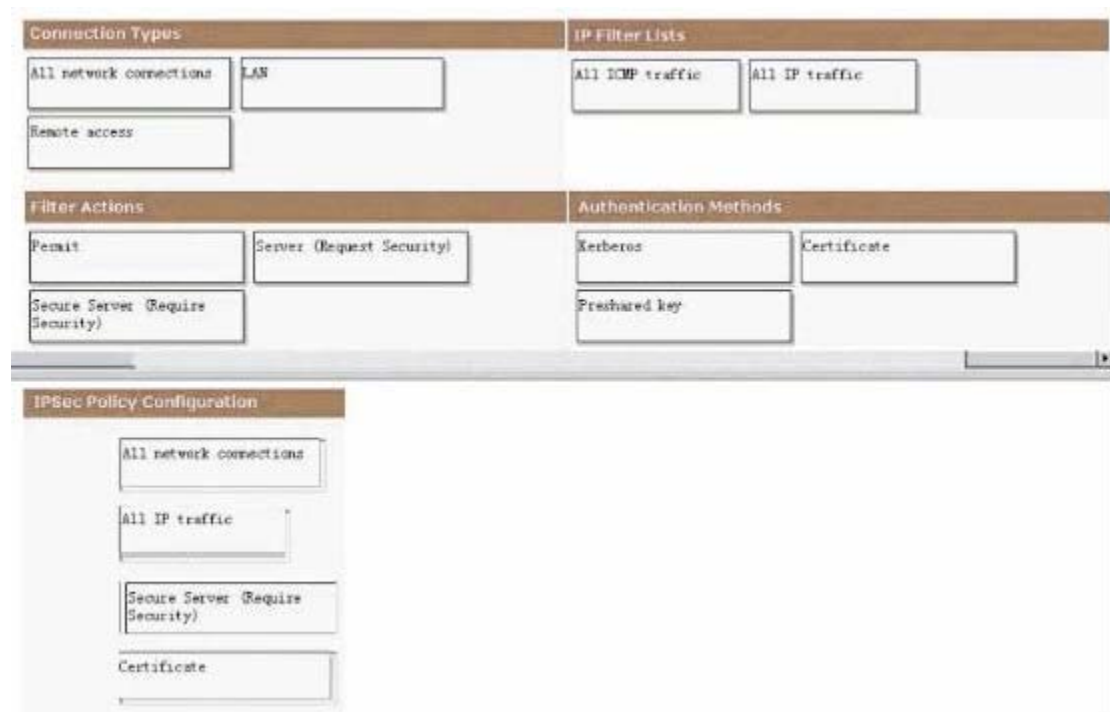 Connection Types
IP Filter Lists
All network connections
LAN
All ICMP traffic
All IP traffic
Remote access
Filter Actions
Authentication Methods
Permit
Server (Request Security)
Kerberos
Certificate
Secure Server (Require
Security)
Preshared key
IPSec Policy Configuration
All network connections
All IP traffic
Secure Server (Require
Security)
Certificate